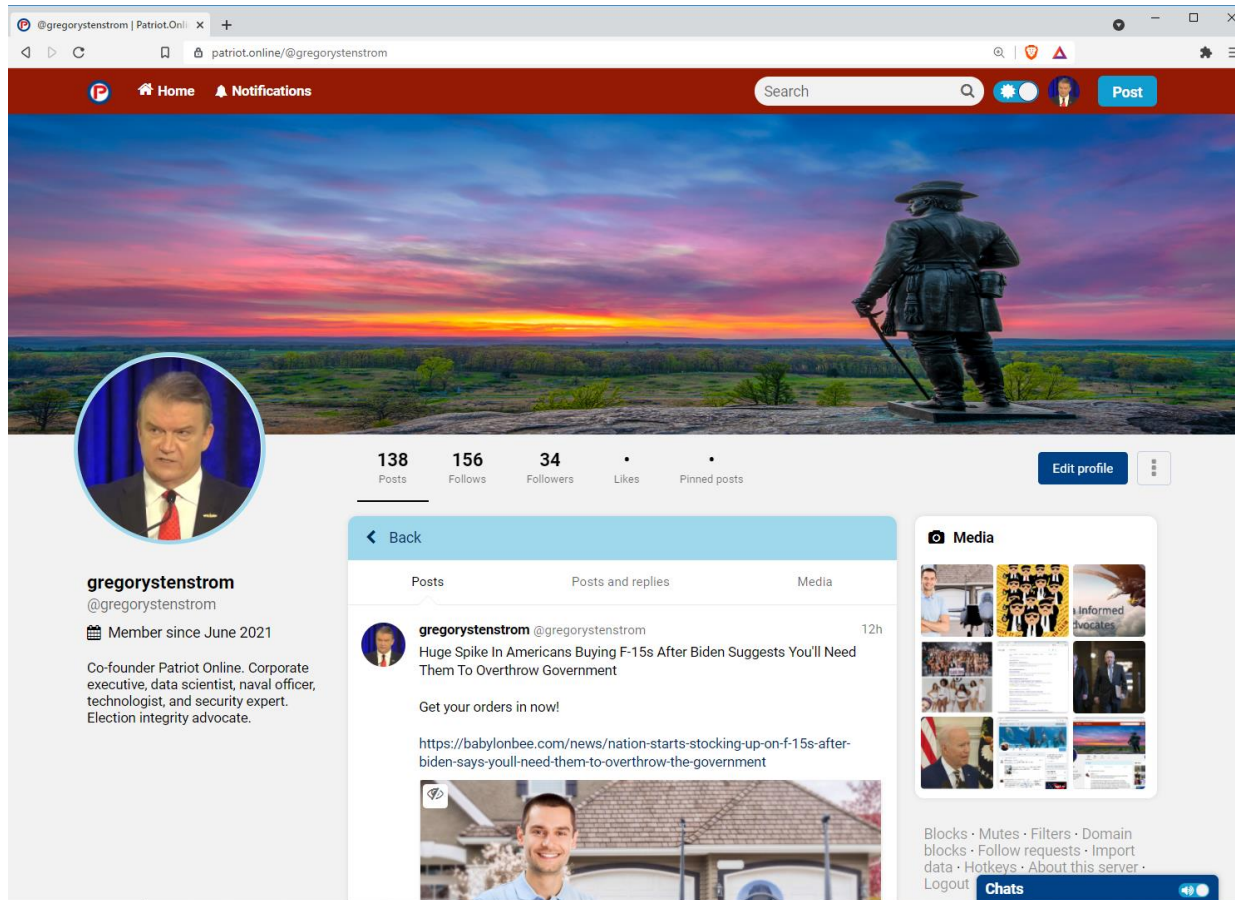 @gregorystenstrom | Patriot.Onli
patriot.online/@gregorystenstrom
P
Home
Notifications
Search
Post
138
Posts
156
Follows
34
Followers
•
Likes
•
Pinned posts
Edit profile
gregorystenstrom
@gregorystenstrom
Member since June 2021
Co-founder Patriot Online. Corporate
executive, data scientist, naval officer,
technologist, and security expert.
Election integrity advocate.
Back
Posts
Posts and replies
Media
gregorystenstrom @gregorystenstrom
12h
Huge Spike In Americans Buying F-15s After Biden Suggests You'll Need
Them To Overthrow Government
Get your orders in now!
https://babylonbee.com/news/nation-starts-stocking-up-on-f-15s-after-
biden-says-youll-need-them-to-overthrow-the-government
Media
Informed
Blocks · Mutes · Filters · Domain
blocks · Follow requests · Import
data · Hotkeys · About this server ·
Logout
Chats